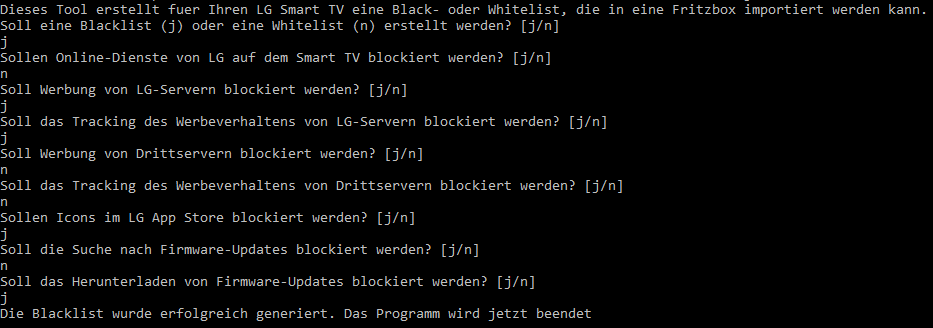 Dieses Tool erstellt fuer Ihren LG Smart TV eine Black- oder Whitelist, die in eine Fritzbox importiert werden kann.
Soll eine Blacklist (j) oder eine Whitelist (n) erstellt werden? [j/n]
j
Sollen Online-Dienste von LG auf dem Smart TV blockiert werden? [j/n]
n
Soll Werbung von LG-Servern blockiert werden? [j/n]
j
Soll das Tracking des Werbeverhaltens von LG-Servern blockiert werden? [j/n]
j
Soll Werbung von Drittservern blockiert werden? [j/n]
n
Soll das Tracking des Werbeverhaltens von Drittservern blockiert werden? [j/n]
n
Sollen Icons im LG App Store blockiert werden? [j/n]
j
Soll die Suche nach Firmware-Updates blockiert werden? [j/n]
n
Soll das Herunterladen von Firmware-Updates blockiert werden? [j/n]
j
Die Blacklist wurde erfolgreich generiert. Das Programm wird jetzt beendet